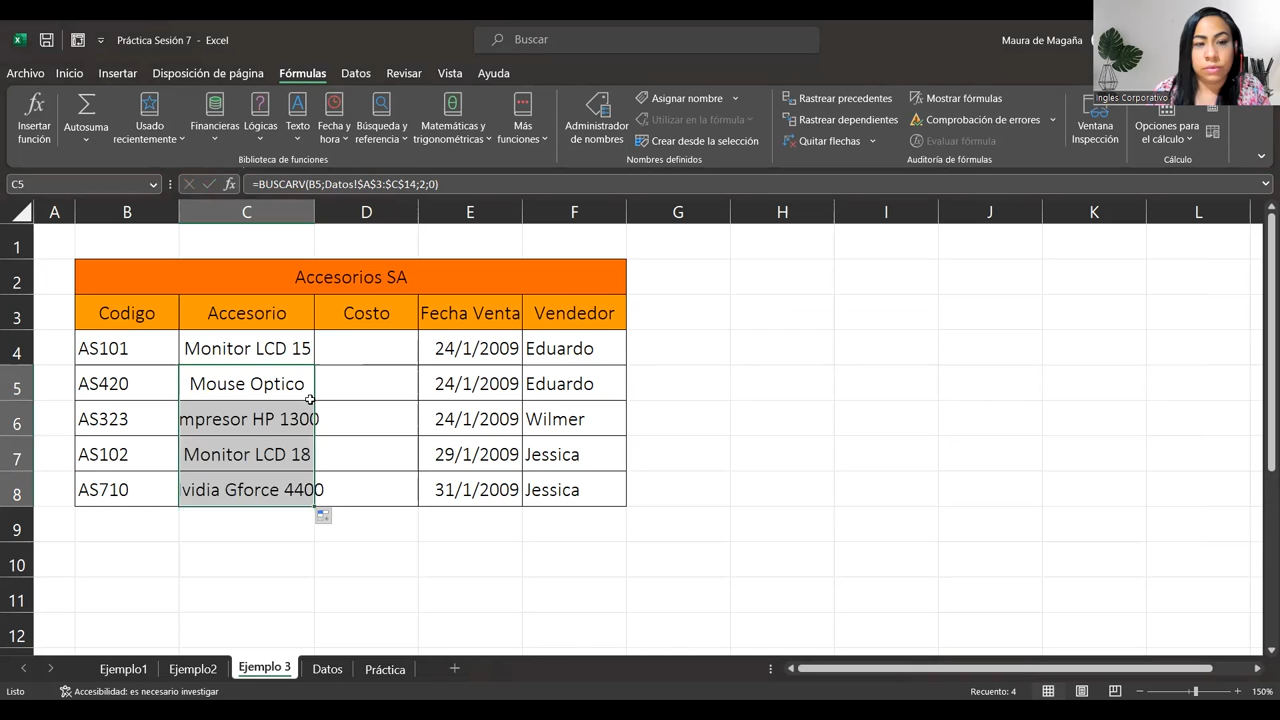 Práctica Sesión 7 - Excel
Buscar
Maura de Magaña
Archivo Inicio Insertar Disposición de página Fórmulas Datos Revisar Vista Ayuda
Ingles Corporativo
Insertar función
Autosuma
Usado recientemente
Financieras
Lógicas
Texto
Fecha y hora
Búsqueda y referencia
Matemáticas y trigonométricas
Más funciones
Biblioteca de funciones
Administrador de nombres
Asignar nombre
Utilizar en la fórmula
Crear desde la selección
Nombres definidos
Rastrear precedentes
Rastrear dependientes
Quitar flechas
Mostrar fórmulas
Comprobación de errores
Evaluar fórmula
Auditoría de fórmulas
Ventana Inspección
Opciones para el cálculo
Cálculo
C5 fx =BUSCARV(B5;Datos!$A$3:$C$14;2;0)
A B C D E F G H I J K L
1
2 Accesorios SA
3 Codigo Accesorio Costo Fecha Venta Vendedor
4 AS101 Monitor LCD 15 24/1/2009 Eduardo
5 AS420 Mouse Optico 24/1/2009 Eduardo
6 AS323 mpresor HP 1300 24/1/2009 Wilmer
7 AS102 Monitor LCD 18 29/1/2009 Jessica
8 AS710 vidia Gforce 4400 31/1/2009 Jessica
9
10
11
12
Ejemplo1 Ejemplo2 Ejemplo 3 Datos Práctica
Listo Accesibilidad: es necesario investigar Recuento: 4 150%